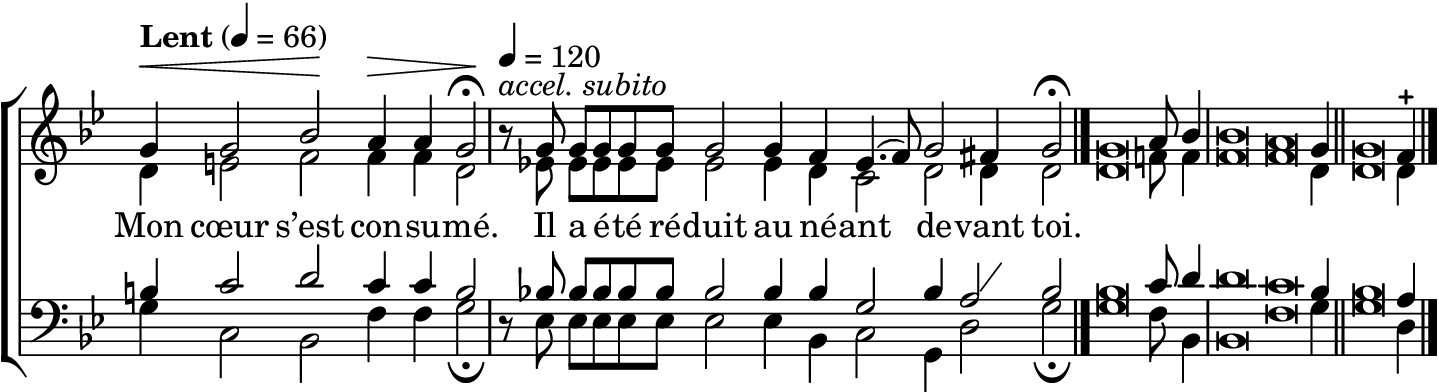 Lent (♩ = 66)
♩ = 120
accel. subito
Mon cœur s’est consumé. Il a été réduit au néant devant toi.